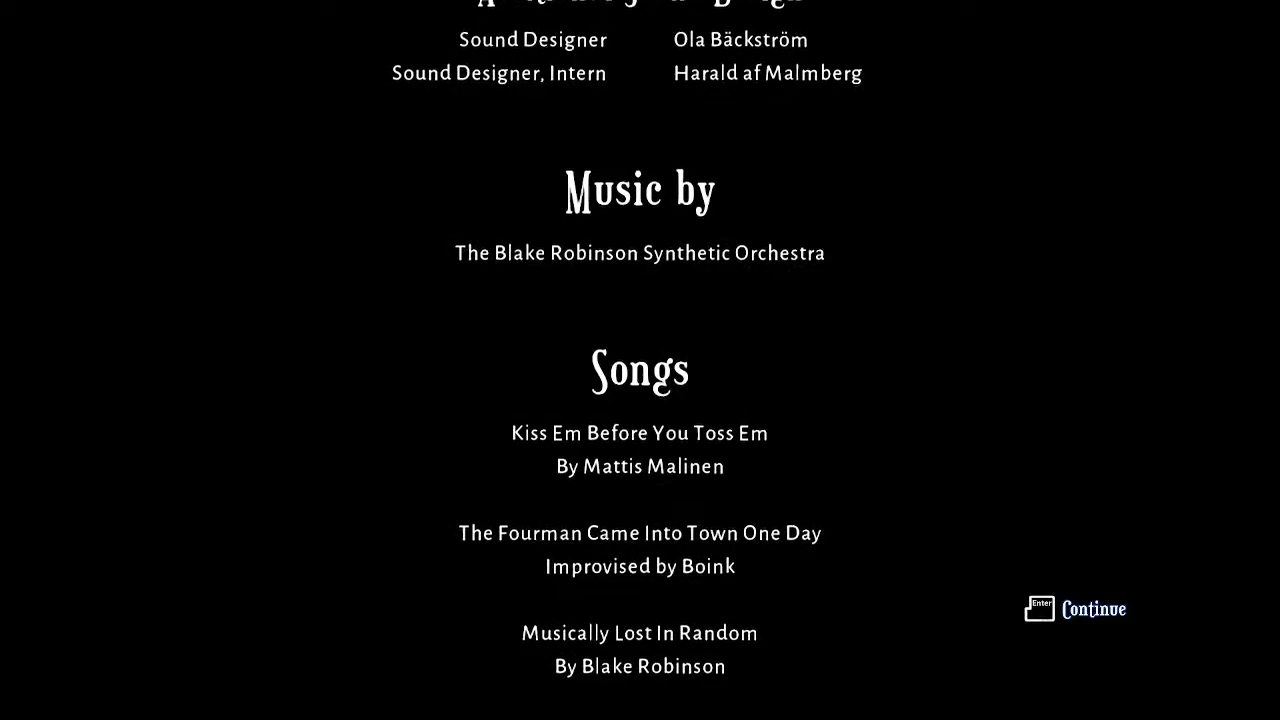 Sound Designer Ola Bäckström
Sound Designer, Intern Harald af Malmberg
Music by
The Blake Robinson Synthetic Orchestra
Songs
Kiss Em Before You Toss Em
By Mattis Malinen
The Fourman Came Into Town One Day
Improvised by Boink
Enter Continue
Musically Lost In Random
By Blake Robinson